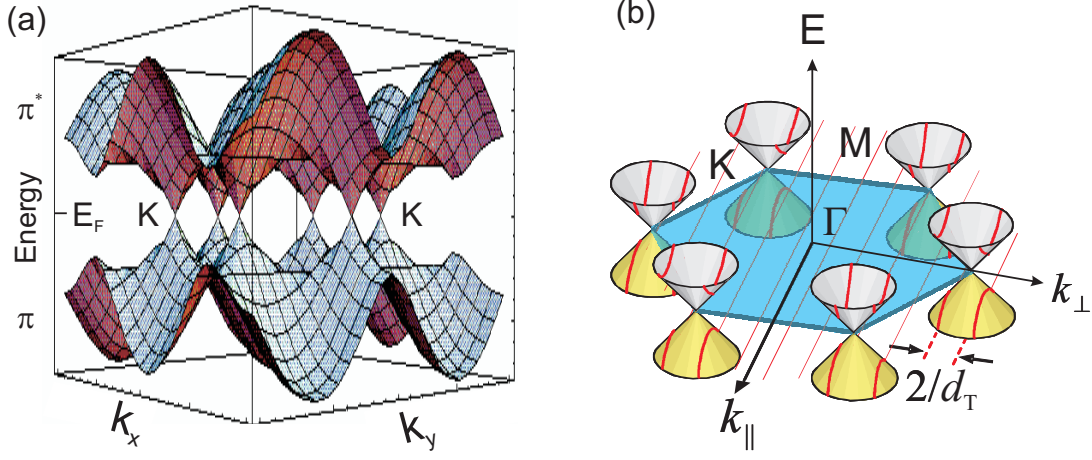 (a)
π*
Energy
E_F
K
K
π
k_x
k_y
(b)
E
K
M
Γ
k_⊥
2/d_T
k_∥